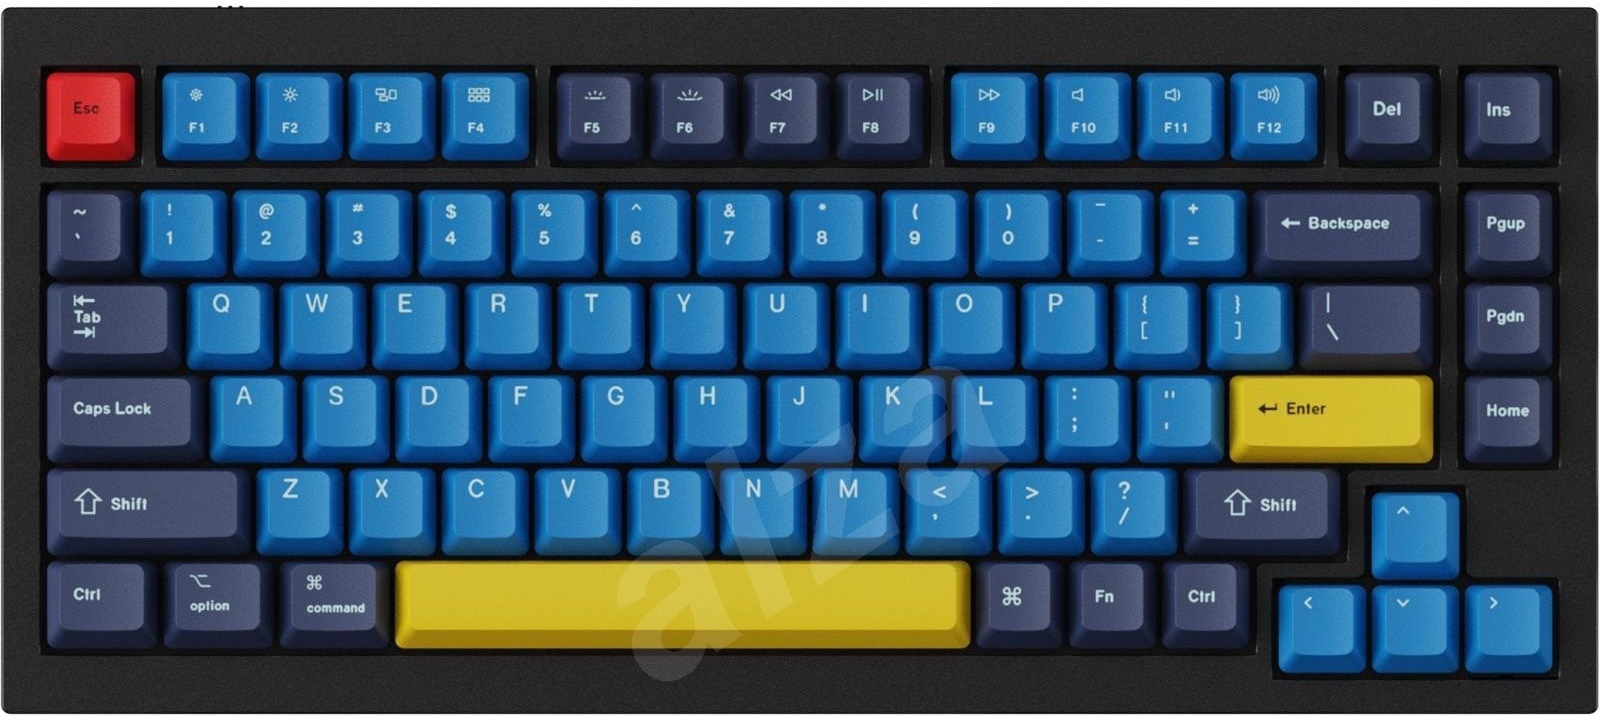 Esc F1 F2 F3 F4 F5 F6 F7 F8 F9 F10 F11 F12 Del Ins
~ ! @ # $ % ^ & * ( ) _ + ← Backspace Pgup
` 1 2 3 4 5 6 7 8 9 0 - =
Tab Q W E R T Y U I O P { } | Pgdn
[ ] \
Caps Lock A S D F G H J K L : " ↵ Enter Home
; '
⇧ Shift Z X C V B N M < > ? ⇧ Shift ^
, . /
Ctrl ⌥ option ⌘ command ⌘ Fn Ctrl < ⌄ >
alza